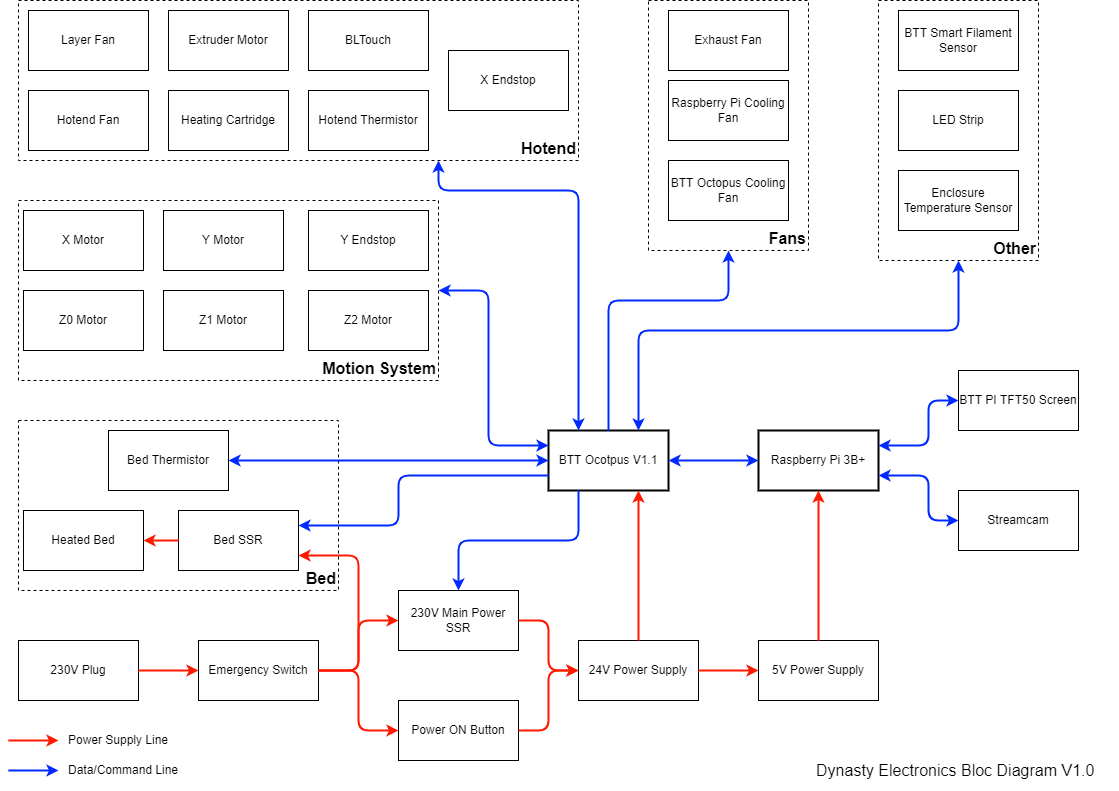 Layer Fan
Extruder Motor
BLTouch
X Endstop
Hotend Fan
Heating Cartridge
Hotend Thermistor
Hotend
Exhaust Fan
Raspberry Pi Cooling
Fan
BTT Octopus Cooling
Fan
Fans
BTT Smart Filament
Sensor
LED Strip
Enclosure
Temperature Sensor
Other
X Motor
Y Motor
Y Endstop
Z0 Motor
Z1 Motor
Z2 Motor
Motion System
Bed Thermistor
Heated Bed
Bed SSR
Bed
BTT Ocotpus V1.1
Raspberry Pi 3B+
BTT PI TFT50 Screen
Streamcam
230V Main Power
SSR
230V Plug
Emergency Switch
24V Power Supply
5V Power Supply
Power ON Button
Power Supply Line
Data/Command Line
Dynasty Electronics Bloc Diagram V1.0